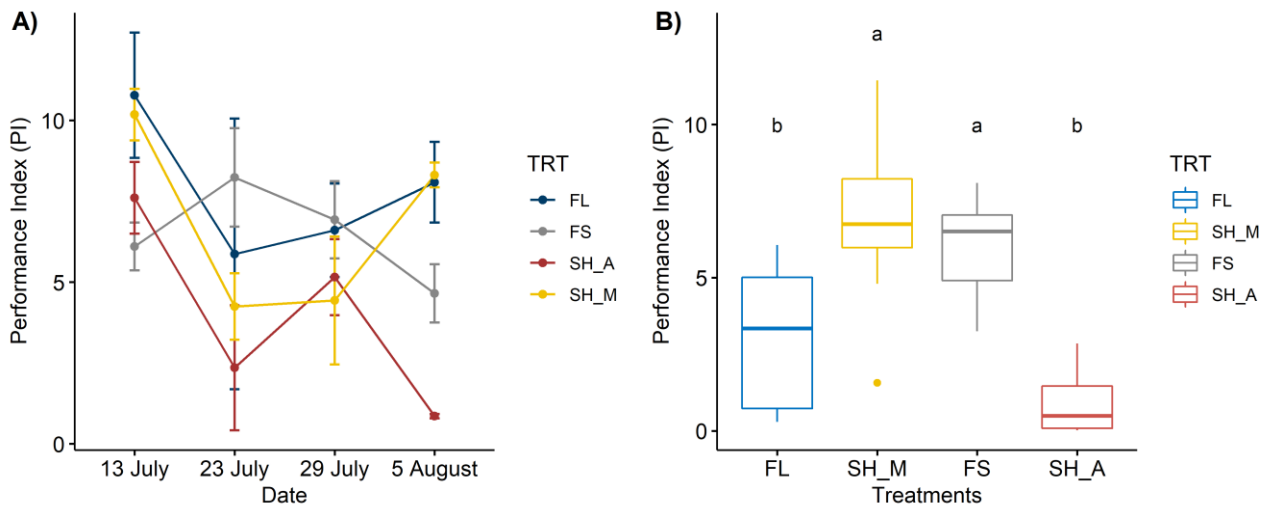 A)
Performance Index (PI)
10
5
0
13 July
23 July
29 July
5 August
Date
TRT
FL
FS
SH_A
SH_M
B)
Performance Index (PI)
10
5
0
b
a
a
b
FL
SH_M
FS
SH_A
Treatments
TRT
FL
SH_M
FS
SH_A